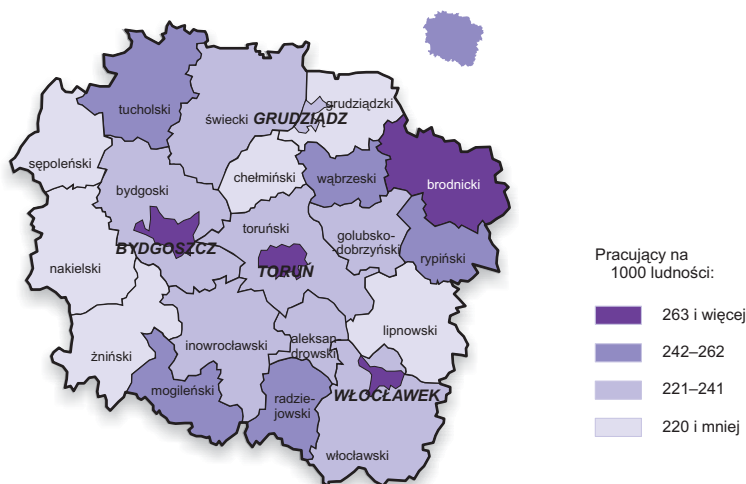 tucholski
świecki
GRUDZIĄDZ
grudziądzki
sępoleński
chełmiński
wąbrzeski
brodnicki
bydgoski
toruński
golubsko-
dobrzyński
BYDGOSZCZ
TORUŃ
rypiński
nakielski
lipnowski
żniński
inowrocławski
aleksan
drowski
mogileński
radzie-
jowski
WŁOCŁAWEK
włocławski
Pracujący na
1000 ludności:
263 i więcej
242–262
221–241
220 i mniej